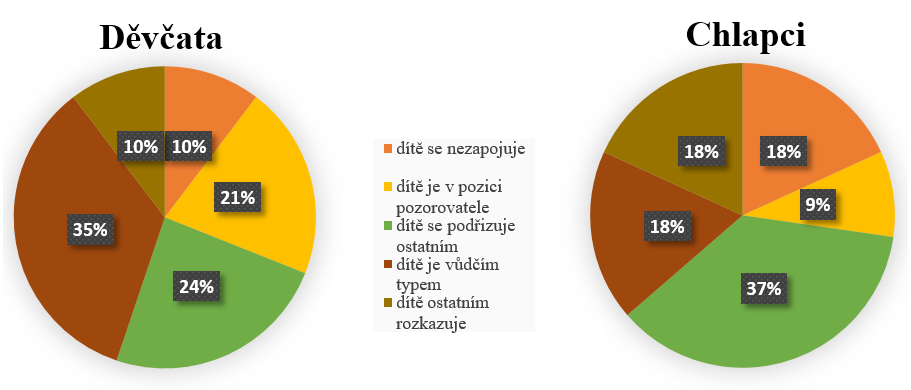 Děvčata
10%
10%
21%
35%
24%
dítě se nezapojuje
dítě je v pozici
pozorovatele
dítě se podřizuje
ostatním
dítě je vůdčím
typem
dítě ostatním
rozkazuje
Chlapci
18%
18%
9%
18%
37%